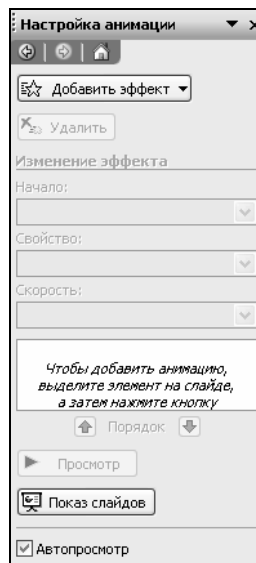 Настройка анимации
Добавить эффект
Удалить
Изменение эффекта
Начало:
Свойство:
Скорость:
Чтобы добавить анимацию,
выделите элемент на слайде,
а затем нажмите кнопку
Порядок
Просмотр
Показ слайдов
Автопросмотр